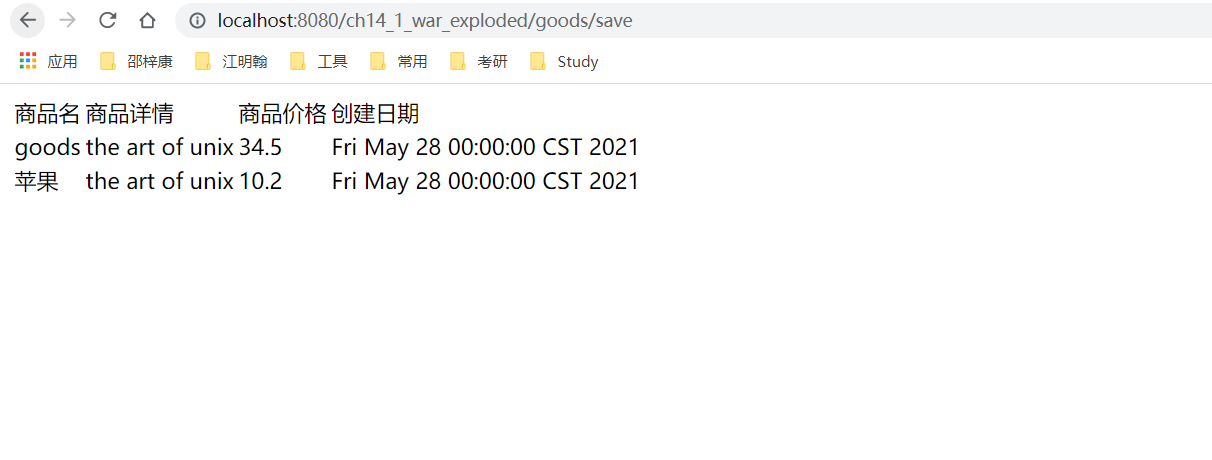 localhost:8080/ch14_1_war_exploded/goods/save
应用 邵梓康 江明翰 工具 常用 考研 Study
商品名 商品详情 商品价格 创建日期
goods the art of unix 34.5 Fri May 28 00:00:00 CST 2021
苹果 the art of unix 10.2 Fri May 28 00:00:00 CST 2021